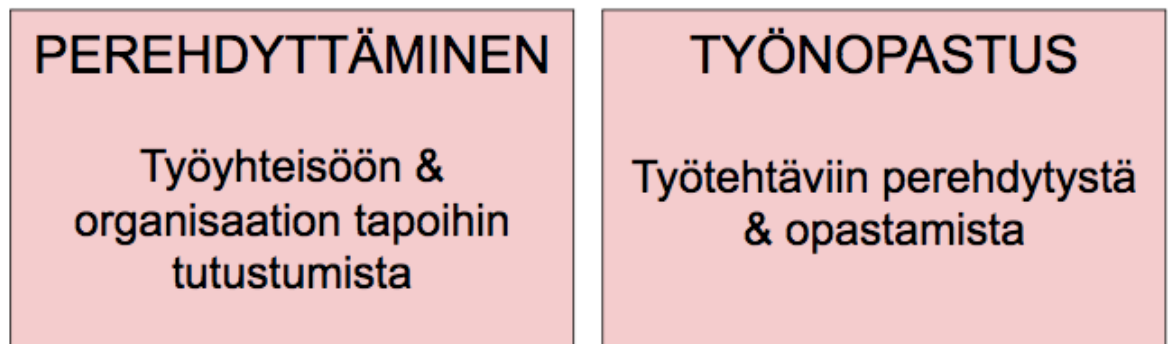 PEREHDYTTÄMINEN
Työyhteisöön &
organisaation tapoihin
tutustumista
TYÖNOPASTUS
Työtehtäviin perehdytystä
& opastamista